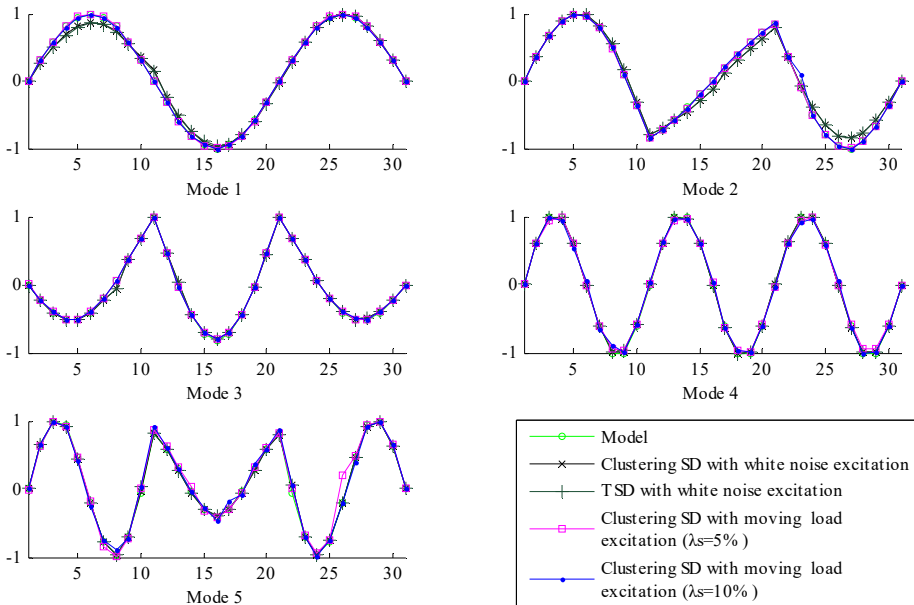 1
0
-1
5 10 15 20 25 30
Mode 1
1
0
-1
5 10 15 20 25 30
Mode 2
1
0
-1
5 10 15 20 25 30
Mode 3
1
0
-1
5 10 15 20 25 30
Mode 4
1
0
-1
5 10 15 20 25 30
Mode 5
Model
Clustering SD with white noise excitation
TSD with white noise excitation
Clustering SD with moving load
excitation (λs=5%)
Clustering SD with moving load
excitation (λs=10%)